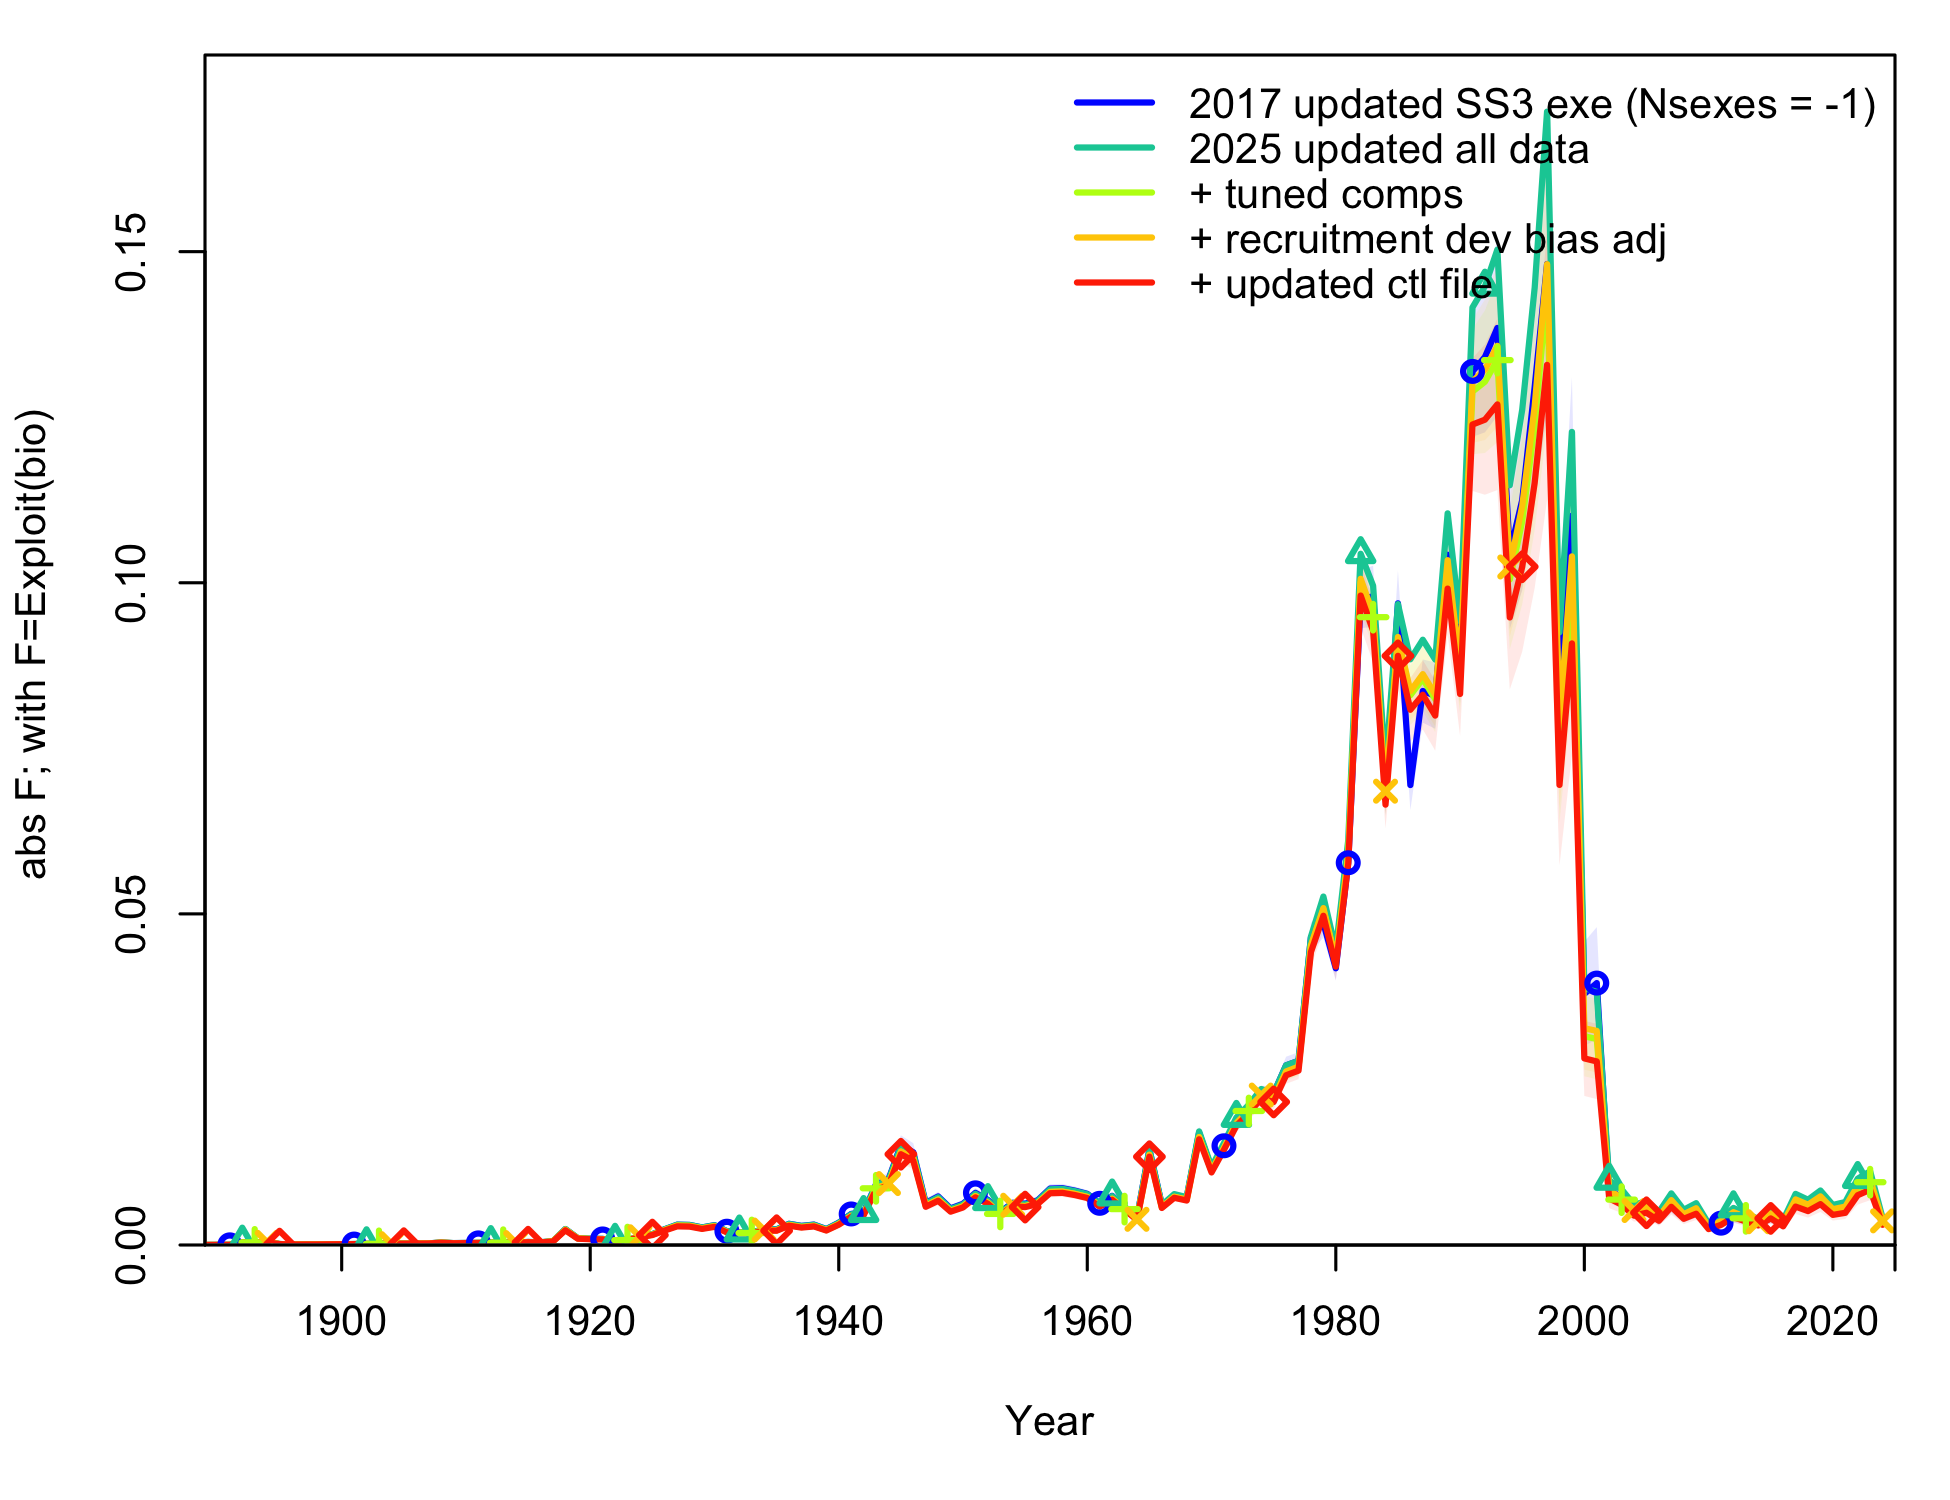 2017 updated SS3 exe (Nsexes = -1)
2025 updated all data
+ tuned comps
+ recruitment dev bias adj
+ updated ctl file
abs F; with F=Exploit(bio)
0.15
0.10
0.05
0.00
1900 1920 1940 1960 1980 2000 2020
Year